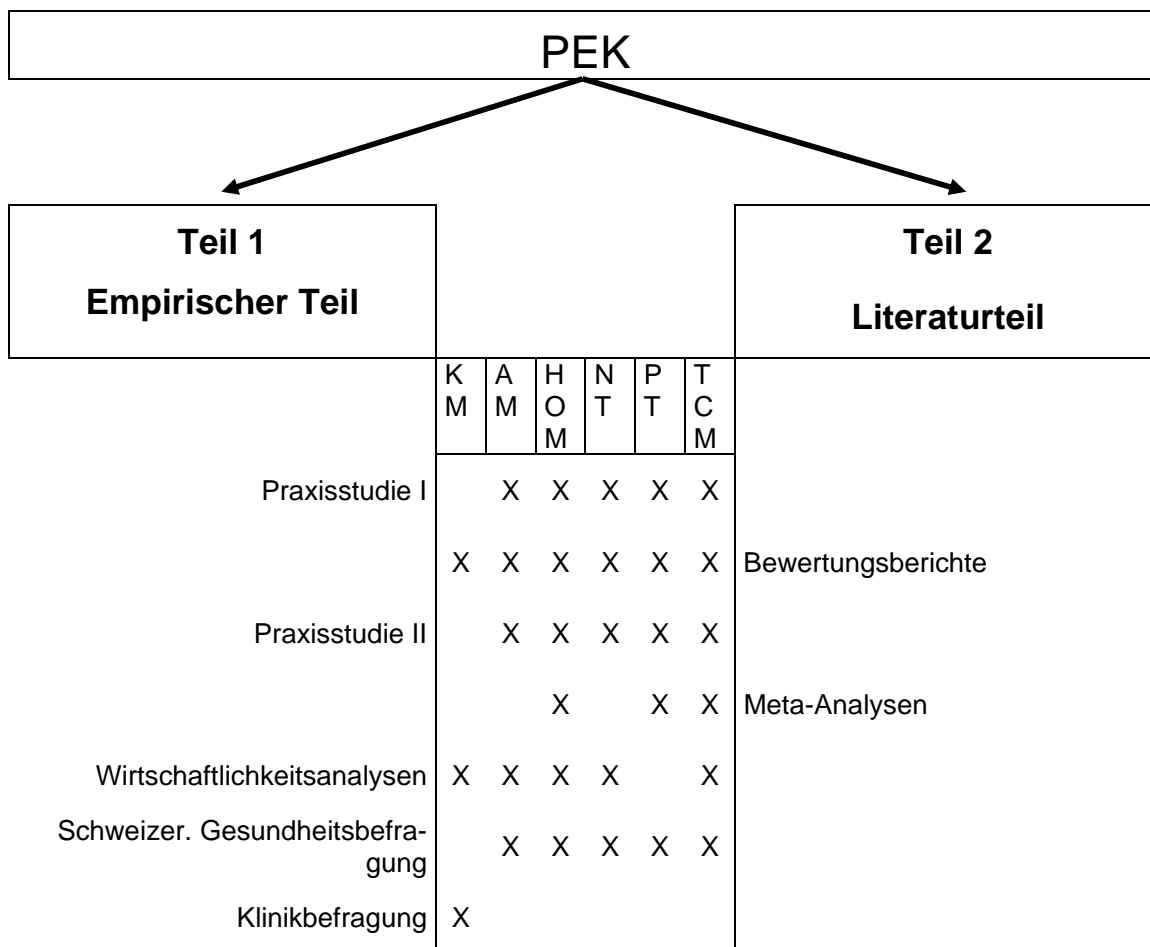 PEK
Teil 1
Empirischer Teil
Teil 2
Literaturteil
K M
A M
H O M
N T
P T
T C M
Praxisstudie I X X X X X
X X X X X X Bewertungsberichte
Praxisstudie II X X X X X
X X X Meta-Analysen
Wirtschaftlichkeitsanalysen X X X X X
Schweizer. Gesundheitsbefra-
gung X X X X X
Klinikbefragung X